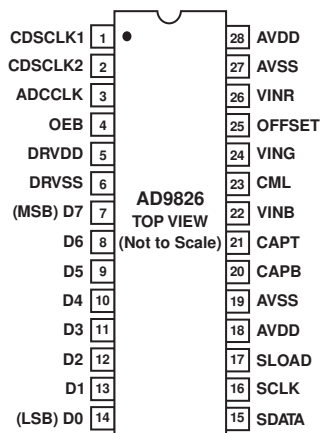 CDSCLK1 1 28 AVDD
CDSCLK2 2 27 AVSS
ADCCLK 3 26 VINR
OEB 4 25 OFFSET
DRVDD 5 24 VING
DRVSS 6 23 CML
(MSB) D7 7 22 VINB
D6 8 21 CAPT
D5 9 20 CAPB
D4 10 19 AVSS
D3 11 18 AVDD
D2 12 17 SLOAD
D1 13 16 SCLK
(LSB) D0 14 15 SDATA
AD9826
TOP VIEW
(Not to Scale)